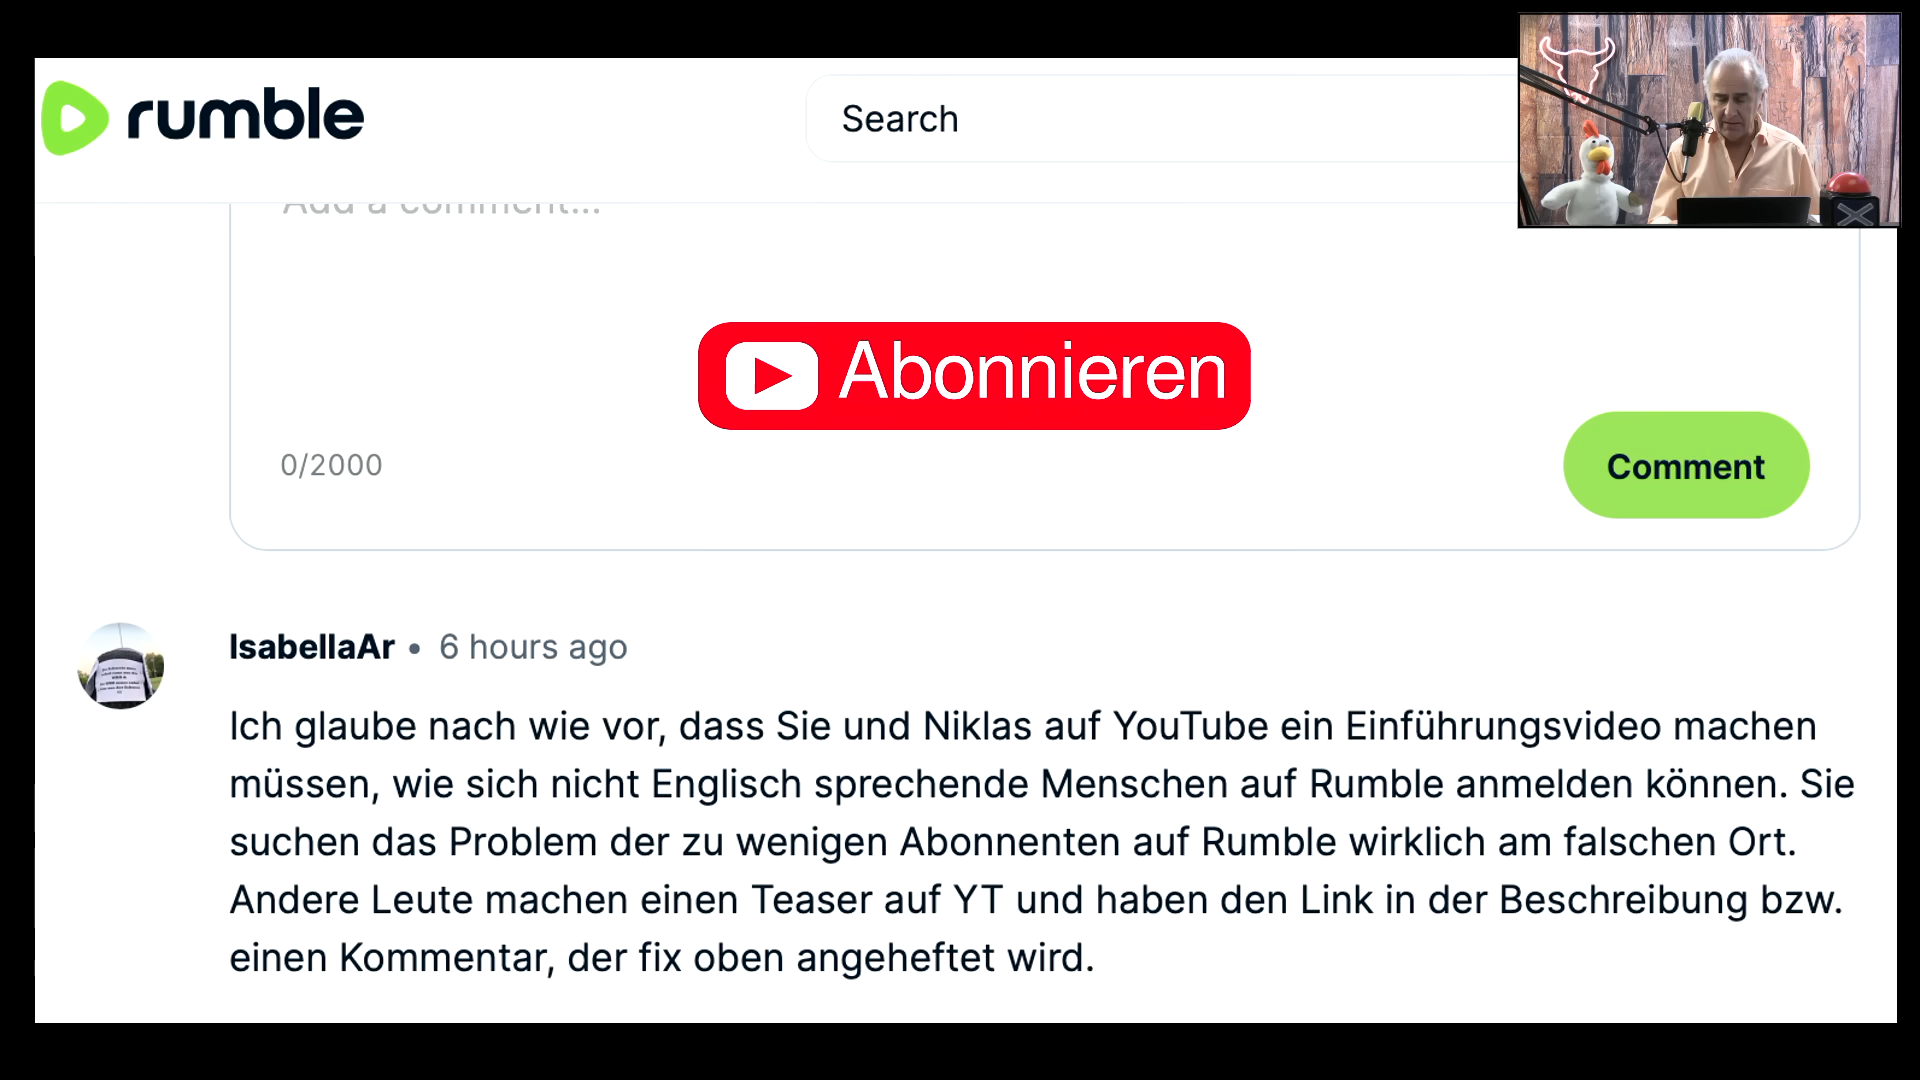 rumble
Search
Add a comment...
Abonnieren
0/2000
Comment
IsabellaAr • 6 hours ago
Ich glaube nach wie vor, dass Sie und Niklas auf YouTube ein Einführungsvideo machen
müssen, wie sich nicht Englisch sprechende Menschen auf Rumble anmelden können. Sie
suchen das Problem der zu wenigen Abonnenten auf Rumble wirklich am falschen Ort.
Andere Leute machen einen Teaser auf YT und haben den Link in der Beschreibung bzw.
einen Kommentar, der fix oben angeheftet wird.